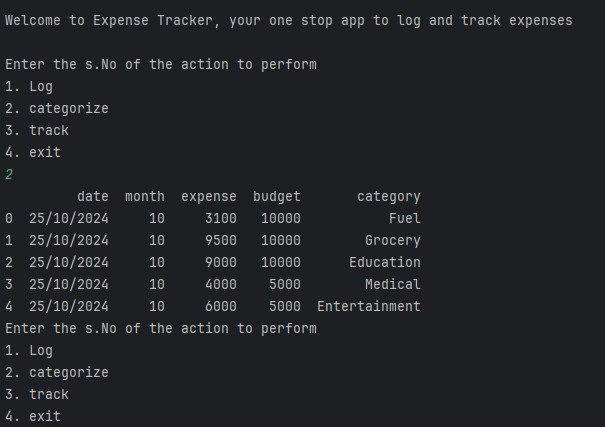 Welcome to Expense Tracker, your one stop app to log and track expenses
Enter the s.No of the action to perform
1. Log
2. categorize
3. track
4. exit
2
         date  month  expense  budget       category
0  25/10/2024     10     3100   10000           Fuel
1  25/10/2024     10     9500   10000        Grocery
2  25/10/2024     10     9000   10000      Education
3  25/10/2024     10     4000    5000        Medical
4  25/10/2024     10     6000    5000  Entertainment
Enter the s.No of the action to perform
1. Log
2. categorize
3. track
4. exit